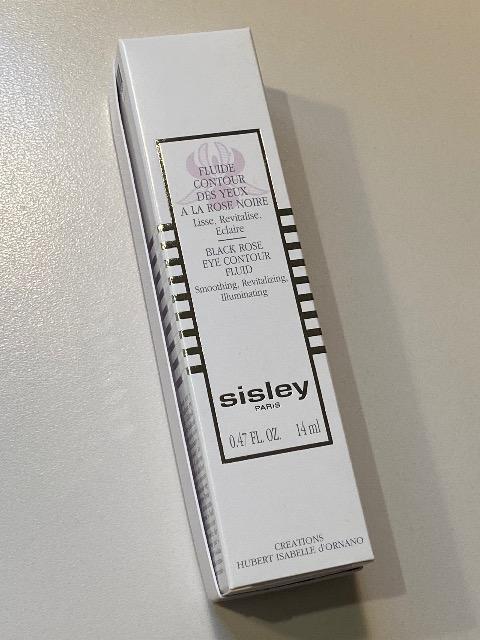 FLUIDE
CONTOUR
DES YEUX
A LA ROSE NOIRE
Lisse, Revitalise,
Eclaire
BLACK ROSE
EYE CONTOUR
FLUID
Smoothing, Revitalizing,
Illuminating
sisley
PARIS
0.47 FL. OZ. 14 ml
CREATIONS
HUBERT ISABELLE d'ORNANO